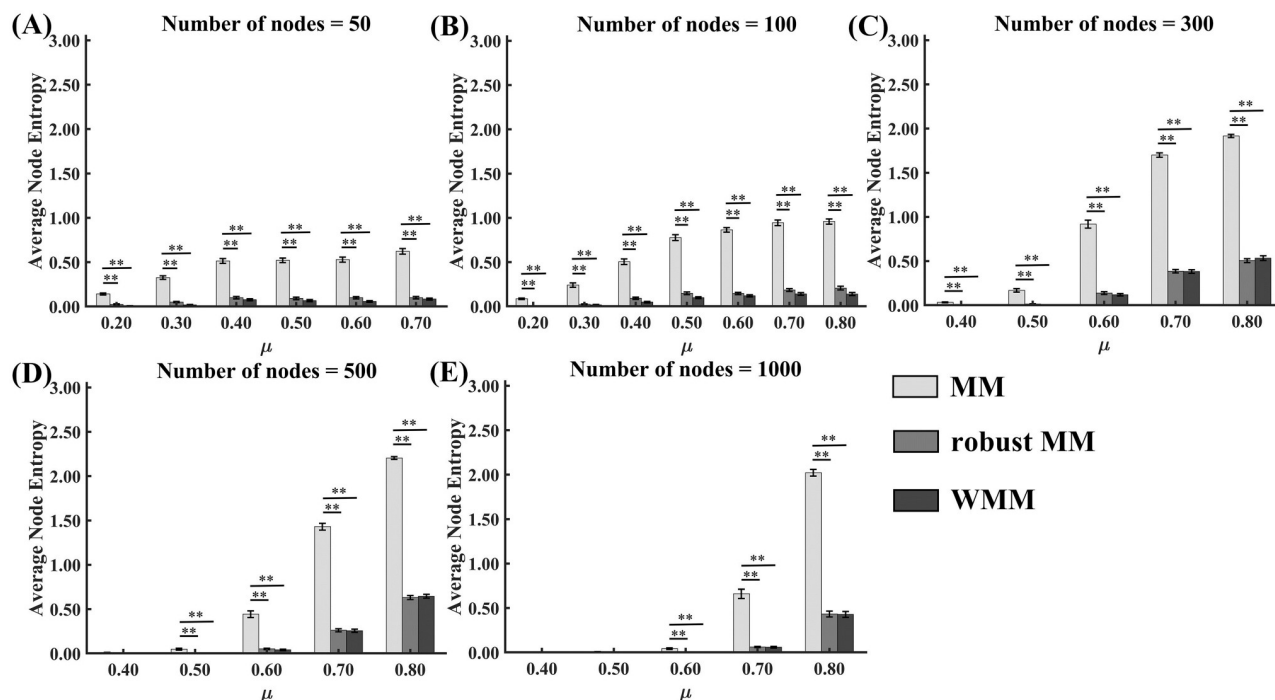 (A) Number of nodes = 50
Average Node Entropy
3.00
2.50
2.00
1.50
1.00
0.50
0.00
** ** ** ** ** **
** ** ** ** ** **
0.20 0.30 0.40 0.50 0.60 0.70
μ
(B) Number of nodes = 100
Average Node Entropy
3.00
2.50
2.00
1.50
1.00
0.50
0.00
** ** ** ** ** ** **
** ** ** ** ** ** **
0.20 0.30 0.40 0.50 0.60 0.70 0.80
μ
(C) Number of nodes = 300
Average Node Entropy
3.00
2.50
2.00
1.50
1.00
0.50
0.00
** ** ** ** **
** ** ** ** **
0.40 0.50 0.60 0.70 0.80
μ
(D) Number of nodes = 500
Average Node Entropy
3.00
2.50
2.00
1.50
1.00
0.50
0.00
** ** ** **
** ** ** **
0.40 0.50 0.60 0.70 0.80
μ
(E) Number of nodes = 1000
Average Node Entropy
3.00
2.50
2.00
1.50
1.00
0.50
0.00
** ** **
** ** **
0.40 0.50 0.60 0.70 0.80
μ
MM
robust MM
WMM